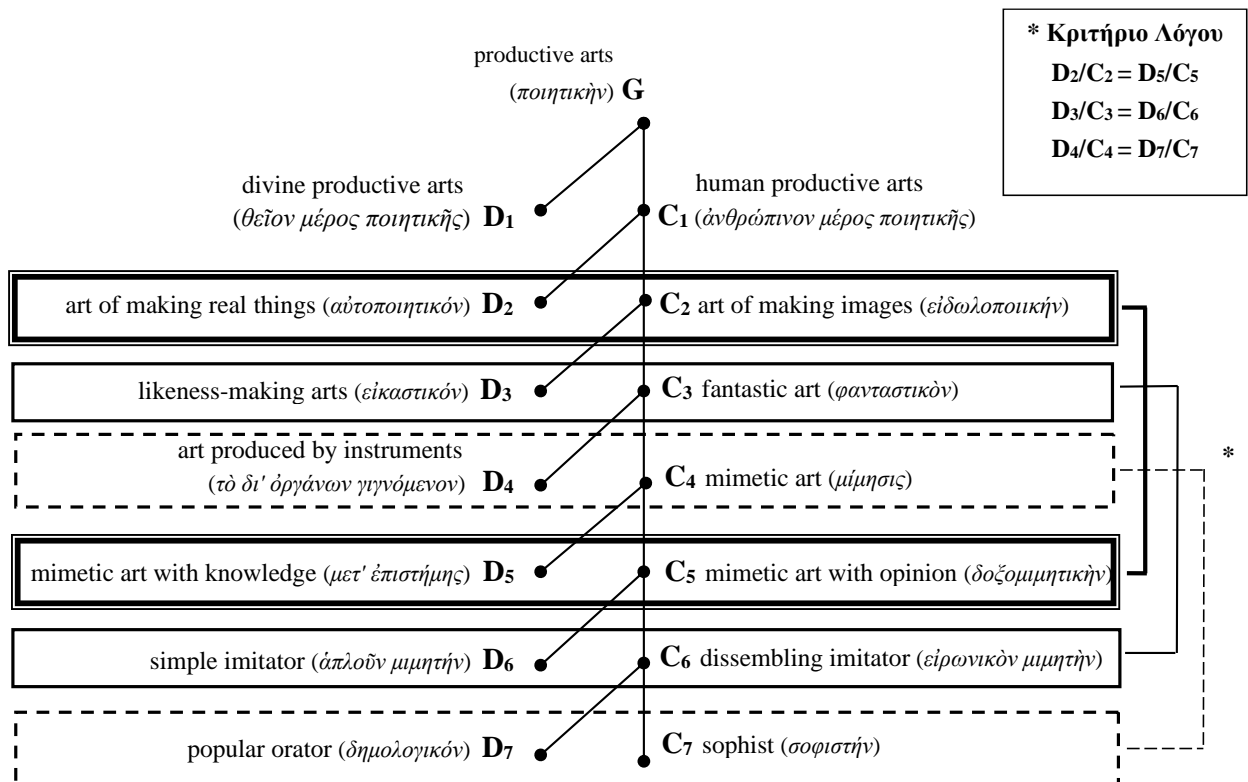 * Κριτήριο Λόγου
D₂/C₂ = D₅/C₅
D₃/C₃ = D₆/C₆
D₄/C₄ = D₇/C₇
productive arts
(ποιητικὴν) G
divine productive arts
(θεῖον μέρος ποιητικῆς) D₁
human productive arts
C₁ (ἀνθρώπινον μέρος ποιητικῆς)
art of making real things (αὐτοποιητικόν) D₂
C₂ art of making images (εἰδωλοποιικήν)
likeness-making arts (εἰκαστικόν) D₃
C₃ fantastic art (φανταστικὸν)
art produced by instruments
(τὸ δι' ὀργάνων γιγνόμενον) D₄
C₄ mimetic art (μίμησις)
*
mimetic art with knowledge (μετ' ἐπιστήμης) D₅
C₅ mimetic art with opinion (δοξομιμητικὴν)
simple imitator (ἁπλοῦν μιμητήν) D₆
C₆ dissembling imitator (εἰρωνικὸν μιμητὴν)
popular orator (δημολογικόν) D₇
C₇ sophist (σοφιστήν)